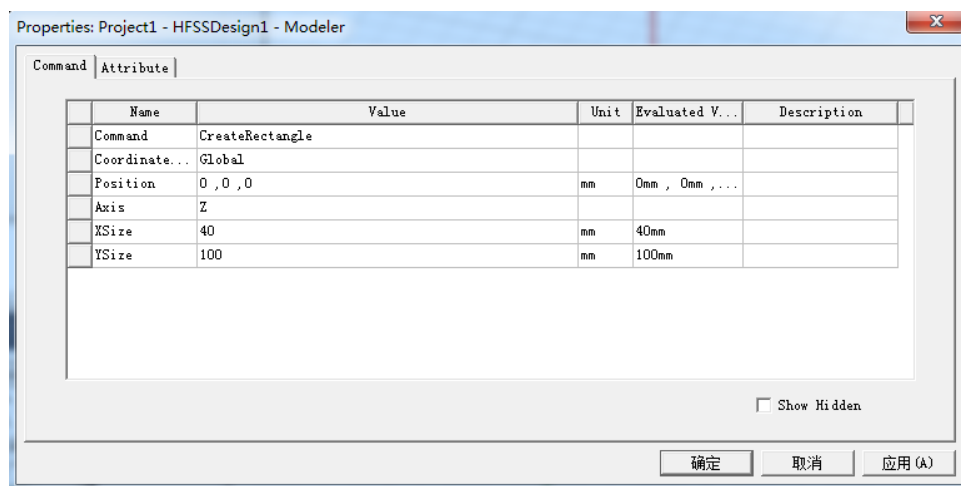 Properties: Project1 - HFSSDesign1 - Modeler
Command Attribute
Name Value Unit Evaluated V... Description
Command CreateRectangle
Coordinate... Global
Position 0 ,0 ,0 mm 0mm , 0mm ,...
Axis Z
XSize 40 mm 40mm
YSize 100 mm 100mm
Show Hidden
确定 取消 应用(A)